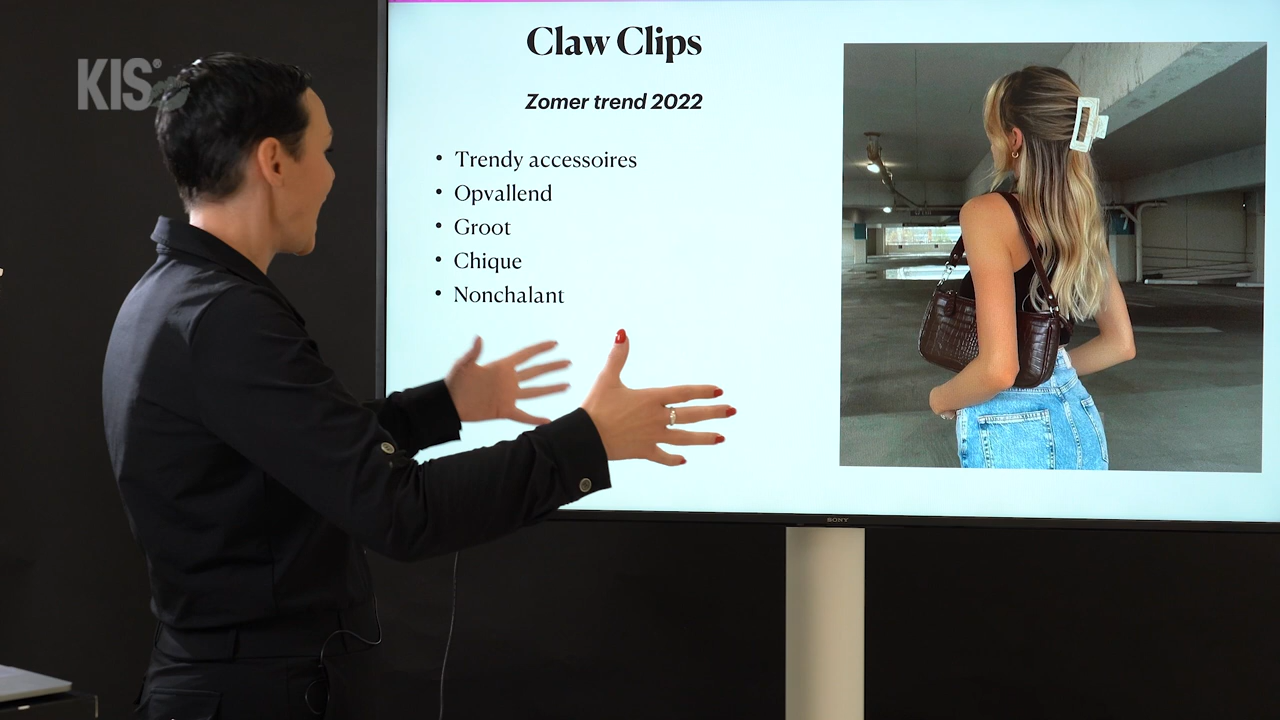 KIS
Claw Clips
Zomer trend 2022
• Trendy accessoires
• Opvallend
• Groot
• Chique
• Nonchalant
SONY